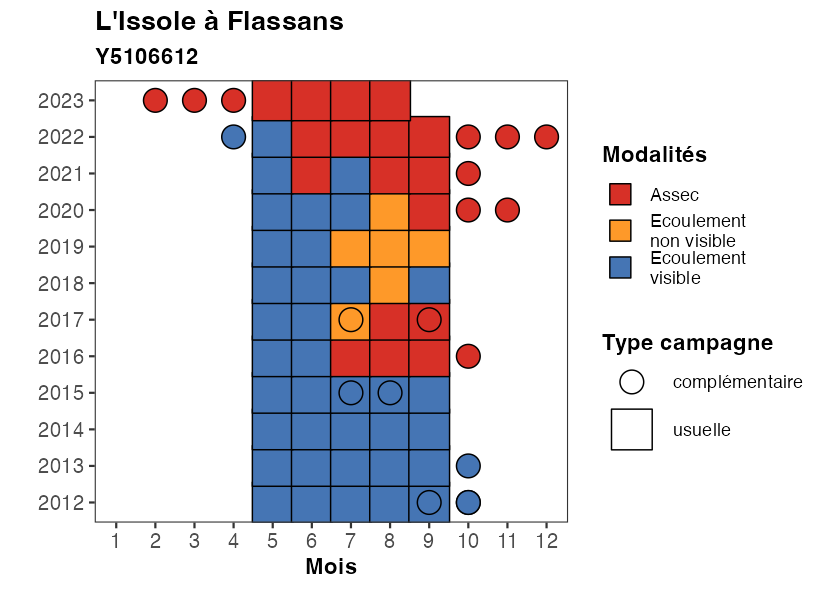 L'Issole à Flassans
Y5106612
2023
2022
2021
2020
2019
2018
2017
2016
2015
2014
2013
2012
1 2 3 4 5 6 7 8 9 10 11 12
Mois
Modalités
Assec
Ecoulement
non visible
Ecoulement
visible
Type campagne
complémentaire
usuelle